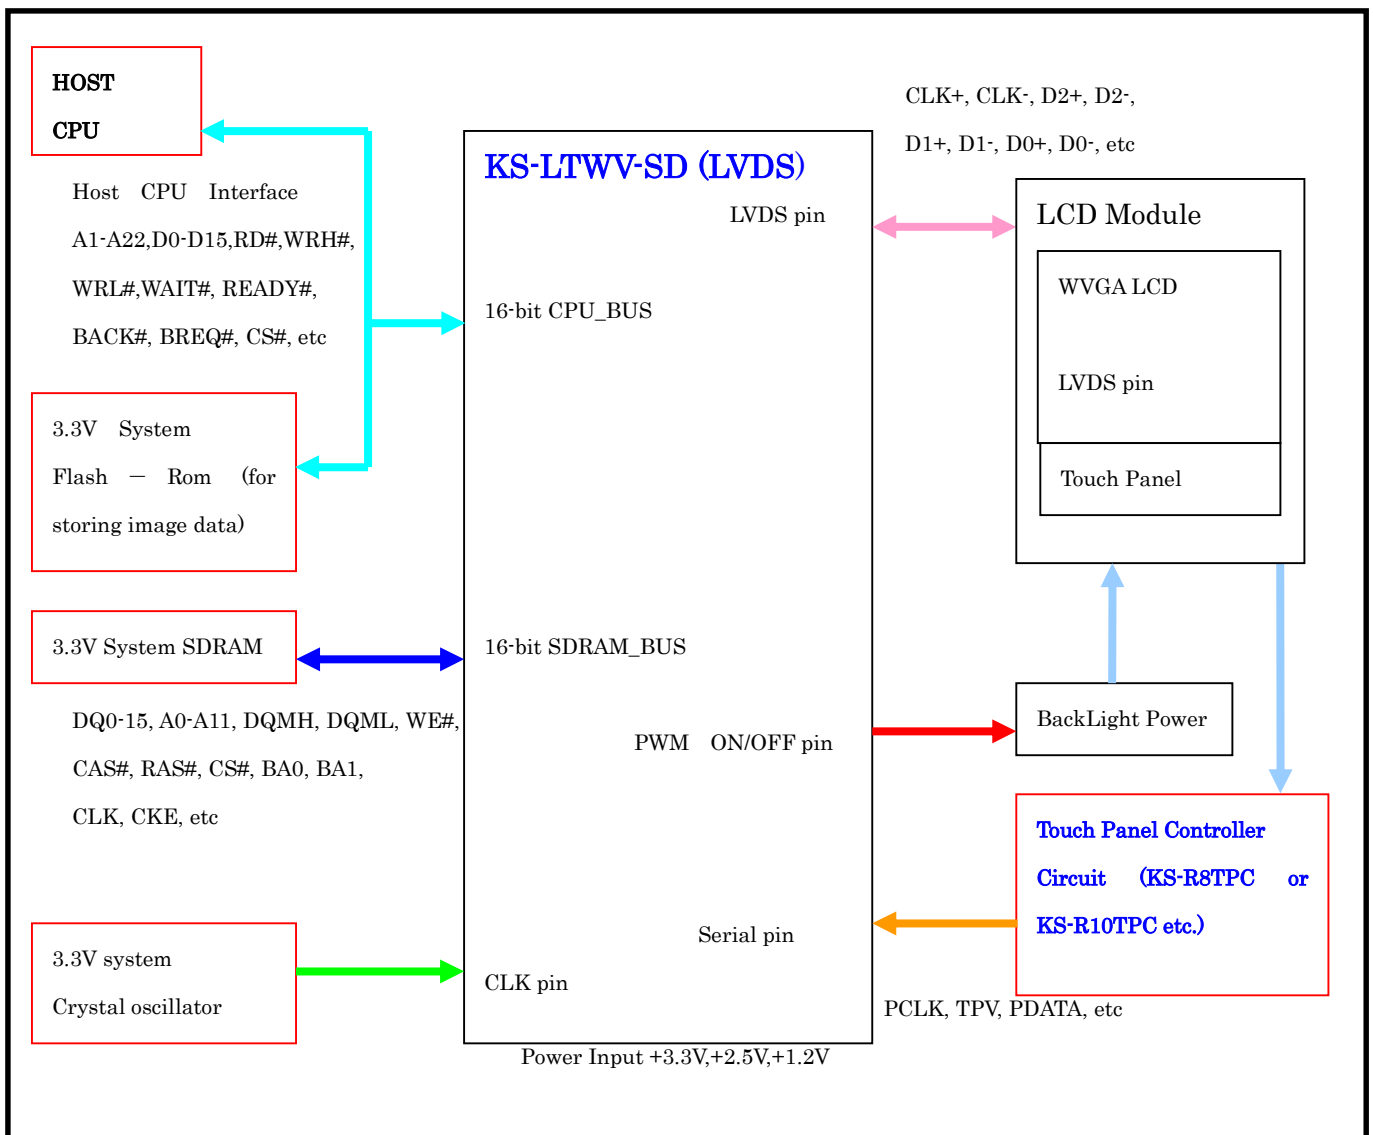 HOST
CPU
Host CPU Interface
A1-A22,D0-D15,RD#,WRH#,
WRL#,WAIT#, READY#,
BACK#, BREQ#, CS#, etc
3.3V System
Flash － Rom (for
storing image data)
3.3V System SDRAM
DQ0-15, A0-A11, DQMH, DQML, WE#,
CAS#, RAS#, CS#, BA0, BA1,
CLK, CKE, etc
3.3V system
Crystal oscillator
KS-LTWV-SD (LVDS)
LVDS pin
16-bit CPU_BUS
16-bit SDRAM_BUS
PWM ON/OFF pin
Serial pin
CLK pin
Power Input +3.3V,+2.5V,+1.2V
CLK+, CLK-, D2+, D2-,
D1+, D1-, D0+, D0-, etc
LCD Module
WVGA LCD
LVDS pin
Touch Panel
BackLight Power
Touch Panel Controller
Circuit (KS-R8TPC or
KS-R10TPC etc.)
PCLK, TPV, PDATA, etc